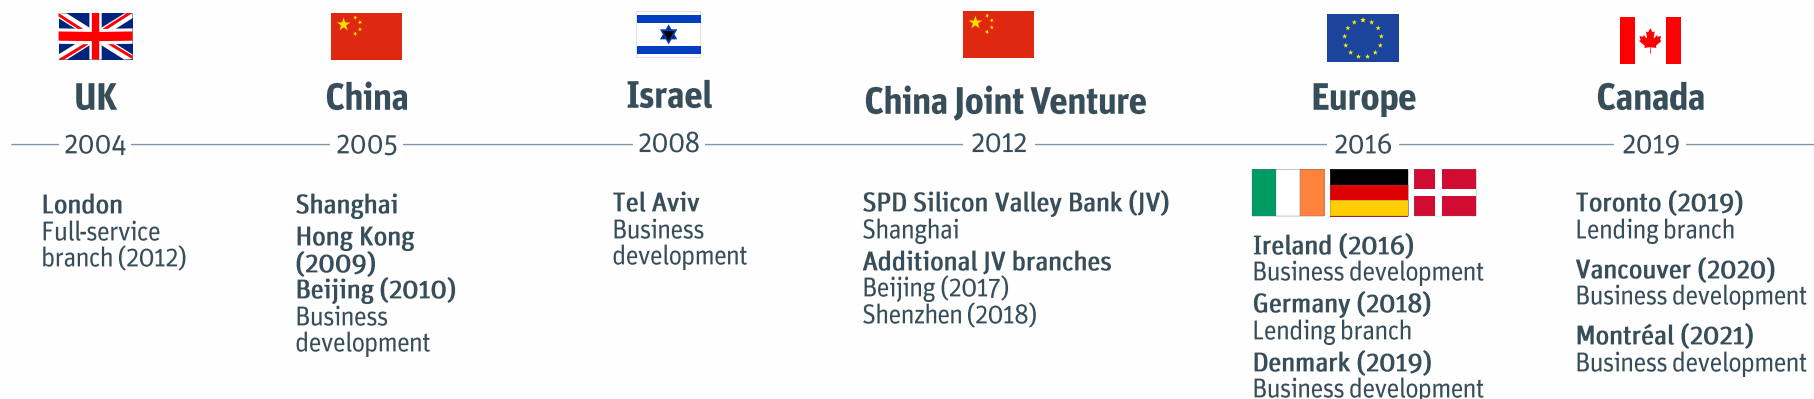 UK
2004
London
Full-service
branch (2012)
China
2005
Shanghai
Hong Kong
(2009)
Beijing (2010)
Business
development
Israel
2008
Tel Aviv
Business
development
China Joint Venture
2012
SPD Silicon Valley Bank (JV)
Shanghai
Additional JV branches
Beijing (2017)
Shenzhen (2018)
Europe
2016
Ireland (2016)
Business development
Germany (2018)
Lending branch
Denmark (2019)
Business development
Canada
2019
Toronto (2019)
Lending branch
Vancouver (2020)
Business development
Montréal (2021)
Business development